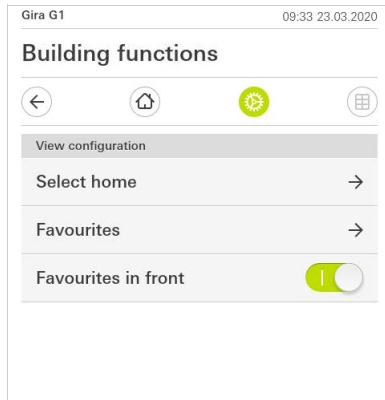 Gira G1 09:33 23.03.2020
Building functions
View configuration
Select home
Favourites
Favourites in front